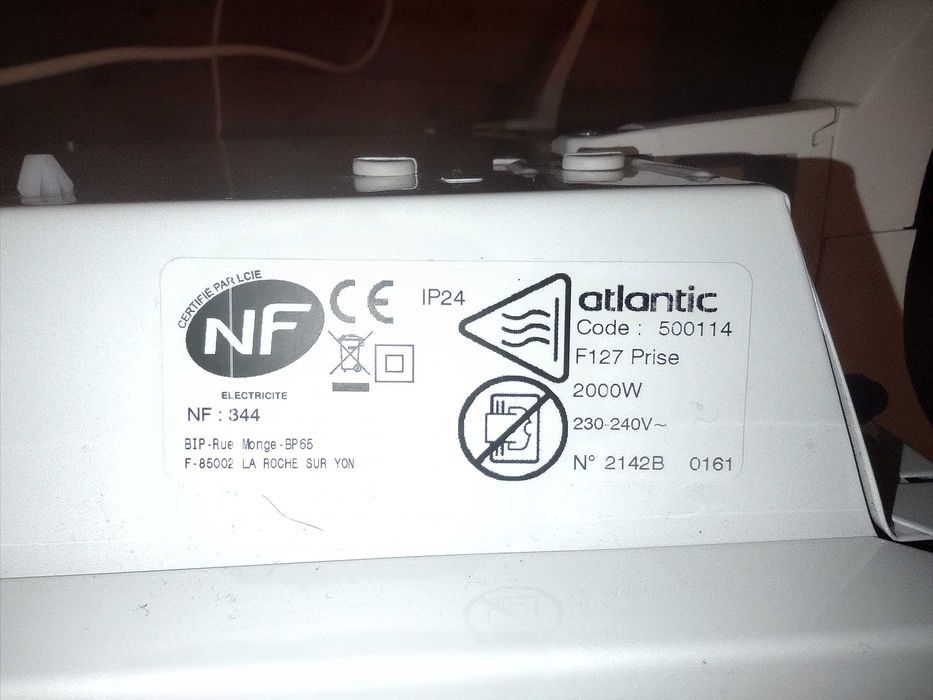 CERTIFIÉ PAR LCIE
NF
ELECTRICITE
NF : 344
BIP-Rue Monge-BP65
F-85002 LA ROCHE SUR YON
CE
IP24
atlantic
Code : 500114
F127 Prise
2000W
230-240V~
N° 2142B 0161